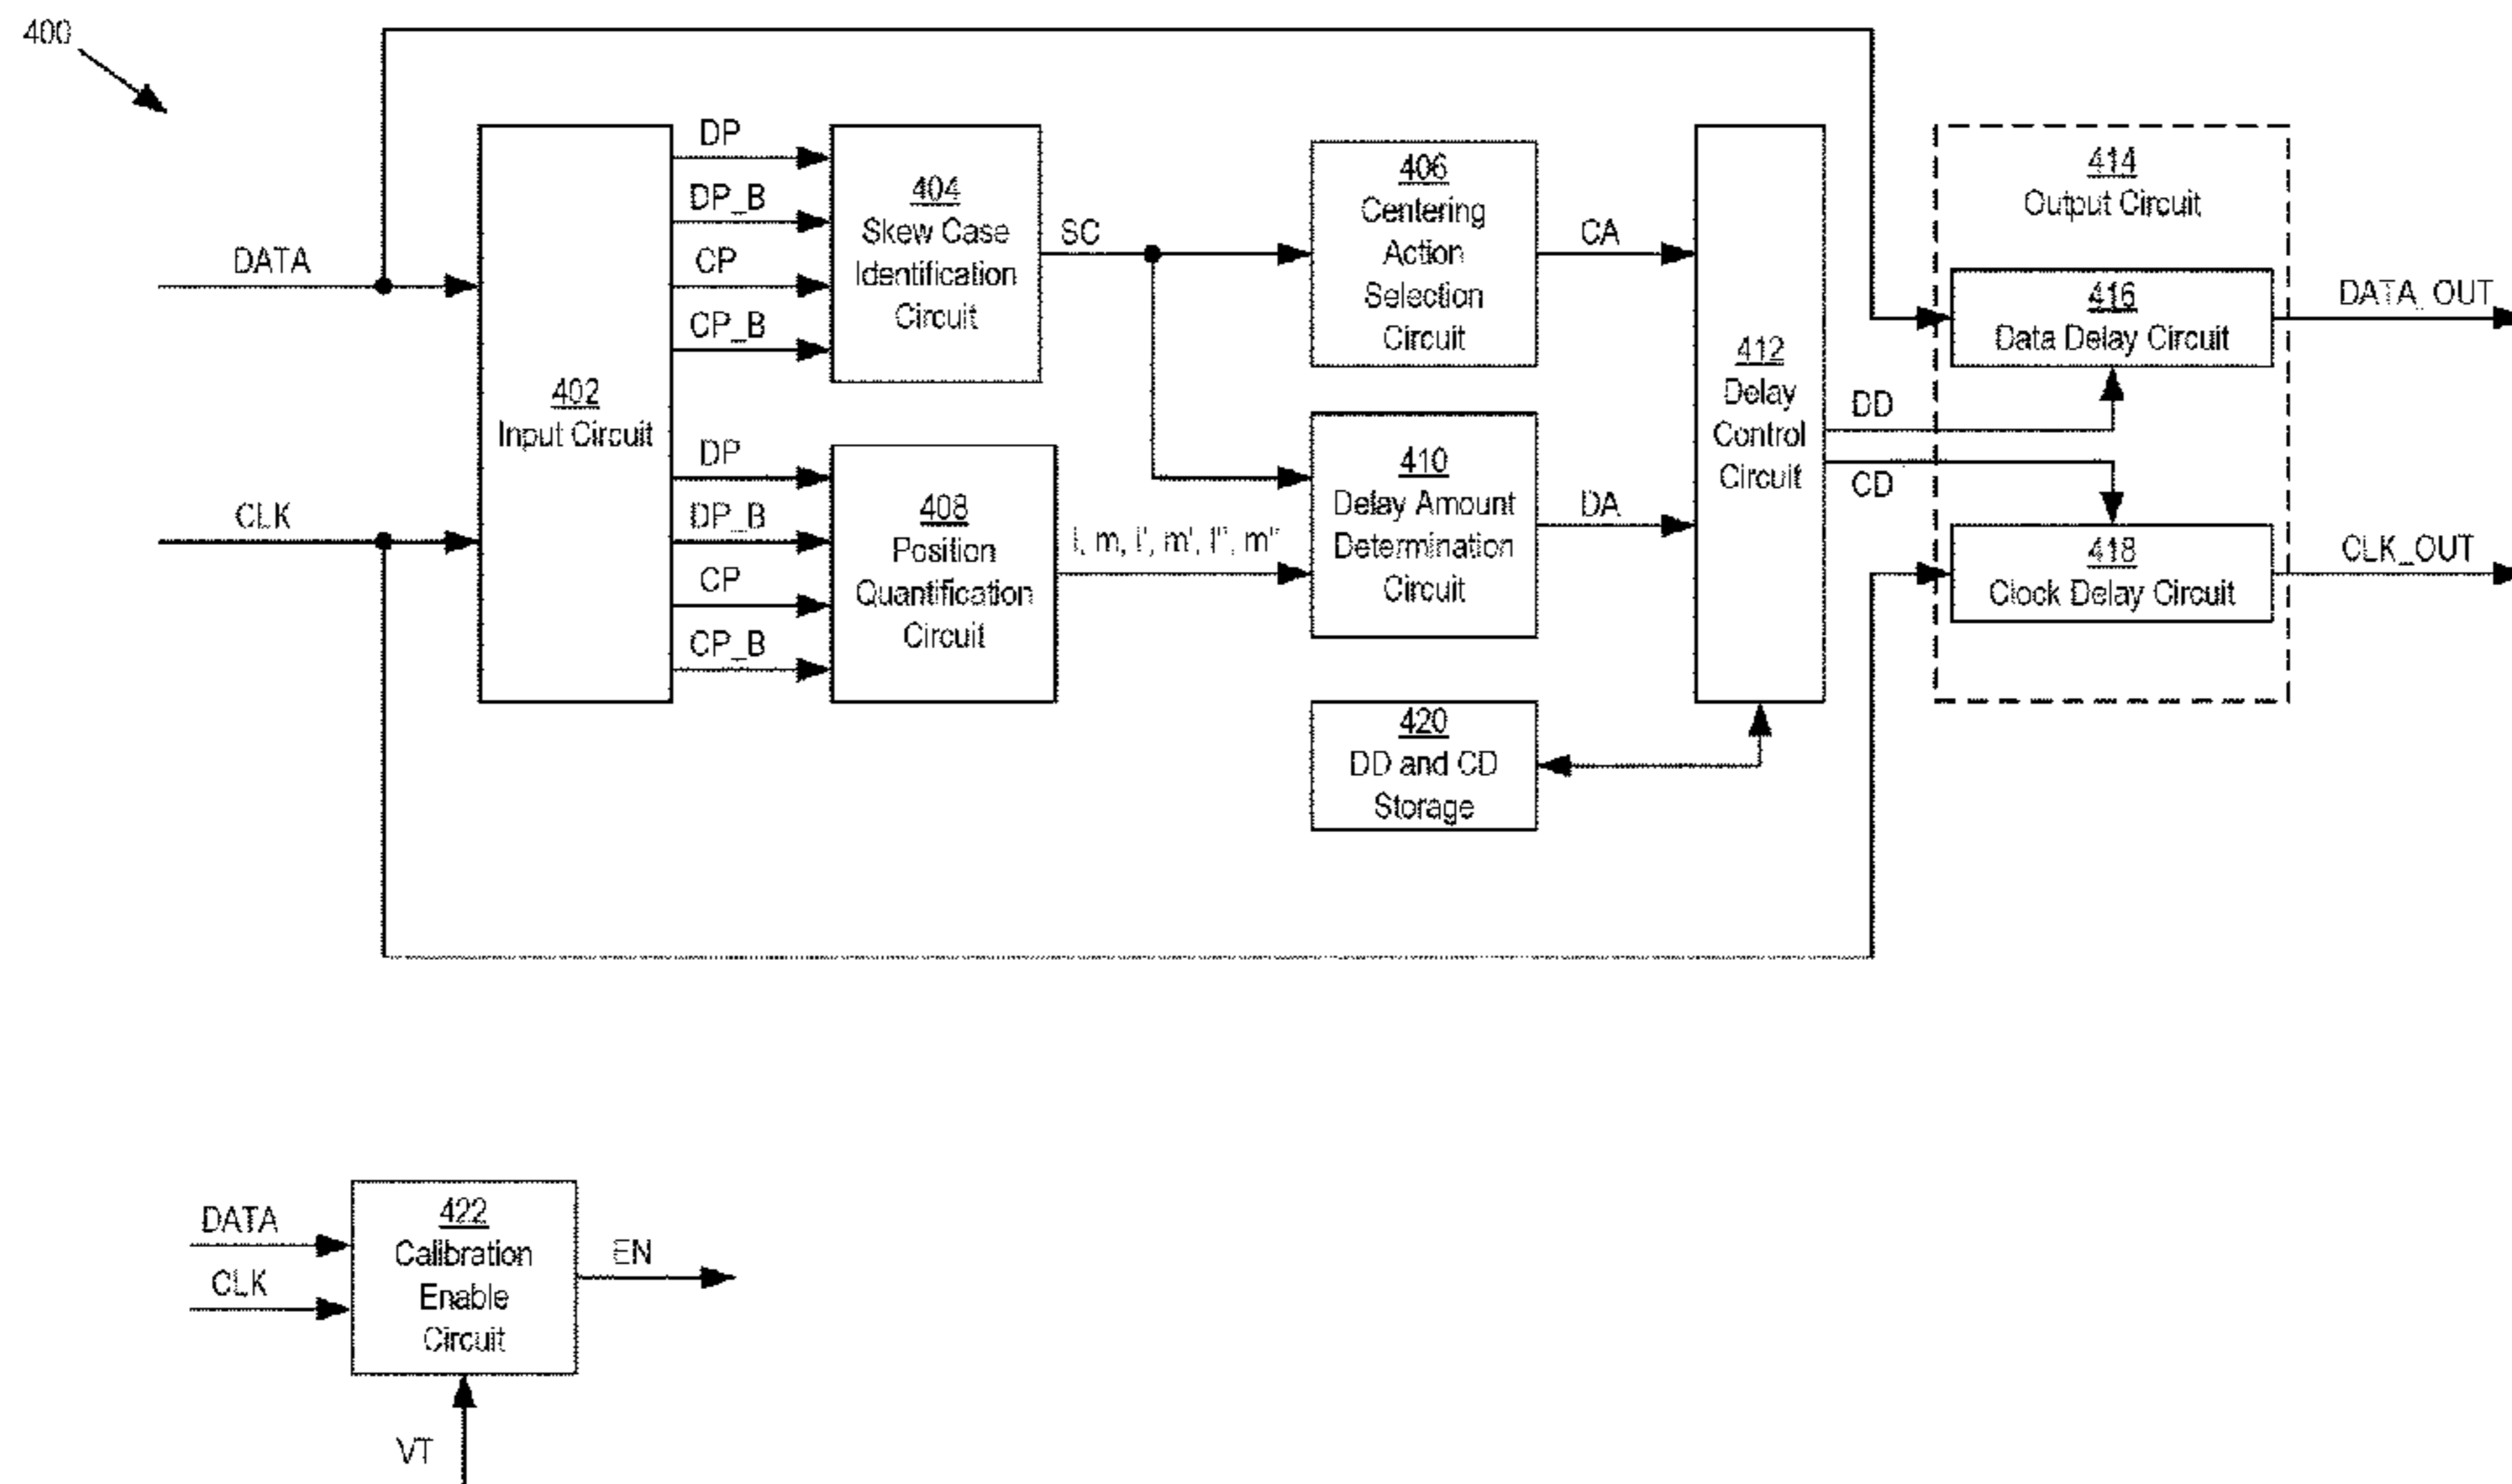 400
DATA
CLK
402
Input Circuit
DP
DP_B
CP
CP_B
DP
DP_B
CP
CP_B
404
Skew Case
Identification
Circuit
408
Position
Quantification
Circuit
SC
406
Centering
Action
Selection
Circuit
410
Delay Amount
Determination
Circuit
420
DD and CD
Storage
CA
DA
412
Delay
Control
Circuit
DD
CD
414
Output Circuit
416
Data Delay Circuit
418
Clock Delay Circuit
DATA_OUT
CLK_OUT
DATA
CLK
422
Calibration
Enable
Circuit
EN
VT